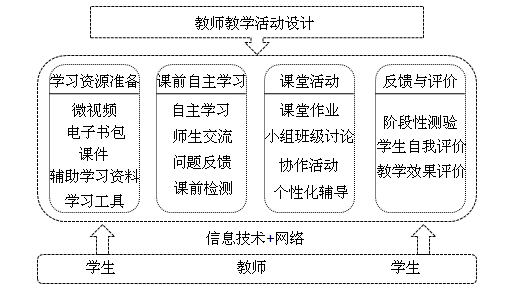 教师教学活动设计
学习资源准备
微视频
电子书包
课件
辅助学习资料
学习工具
课前自主学习
自主学习
师生交流
问题反馈
课前检测
课堂活动
课堂作业
小组班级讨论
协作活动
个性化辅导
反馈与评价
阶段性测验
学生自我评价
教学效果评价
信息技术+网络
学生 教师 学生